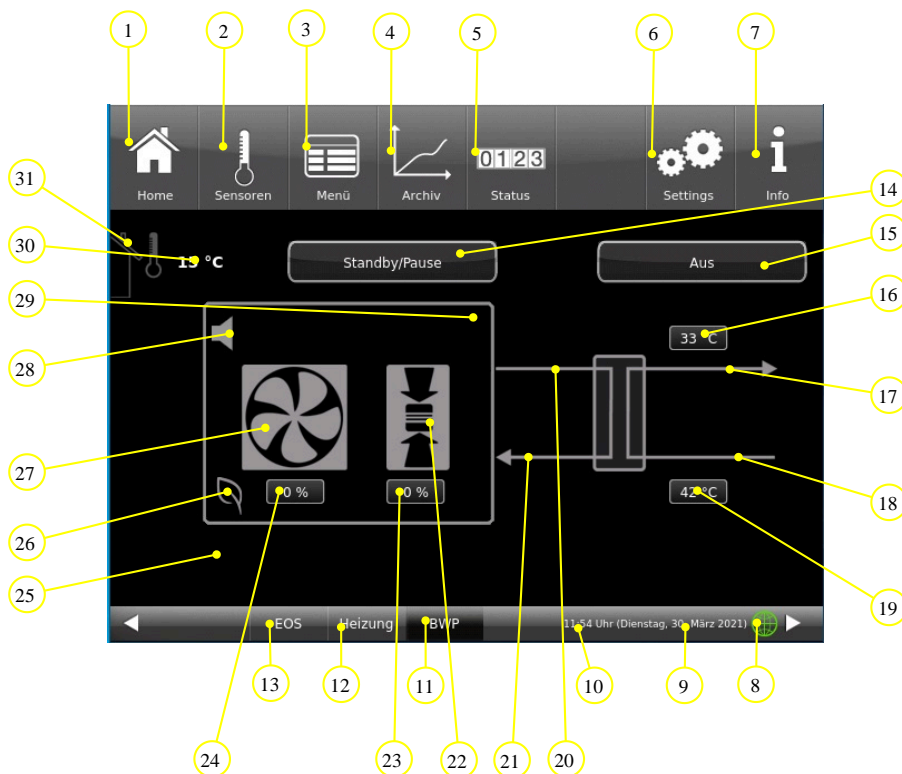 1 2 3 4 5 6 7
0123
Home Sensoren Menü Archiv Status Settings Info
31
14
30 °C Standby/Pause Aus 15
29
16
33 °C
28
17
27
0 % 0 % 42 °C 18
26
25
19
EOS Heizung BWP 11:54 Uhr (Dienstag, 30. März 2021)
13 12 11 10 9 8
24 23 22 21 20